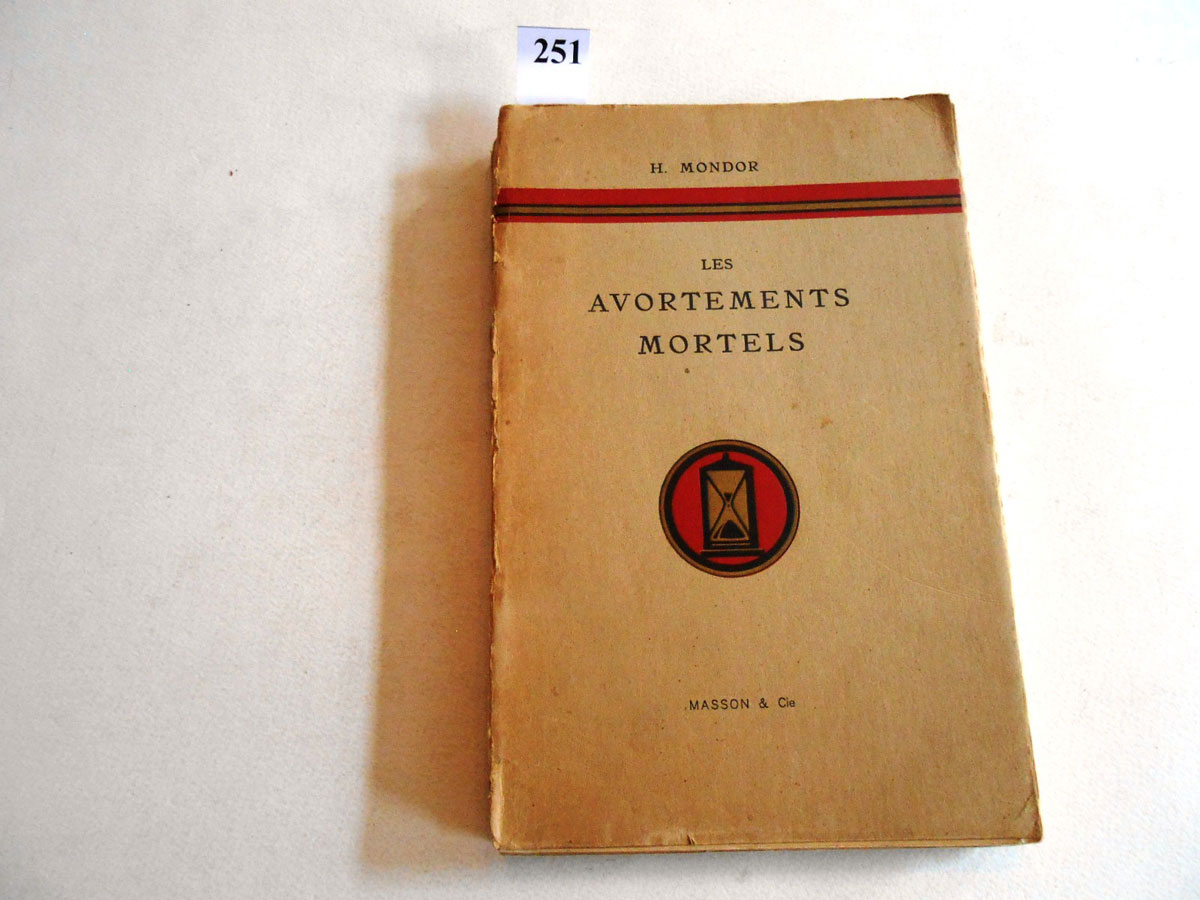 251
H. MONDOR
LES
AVORTEMENTS
MORTELS
MASSON & Cie